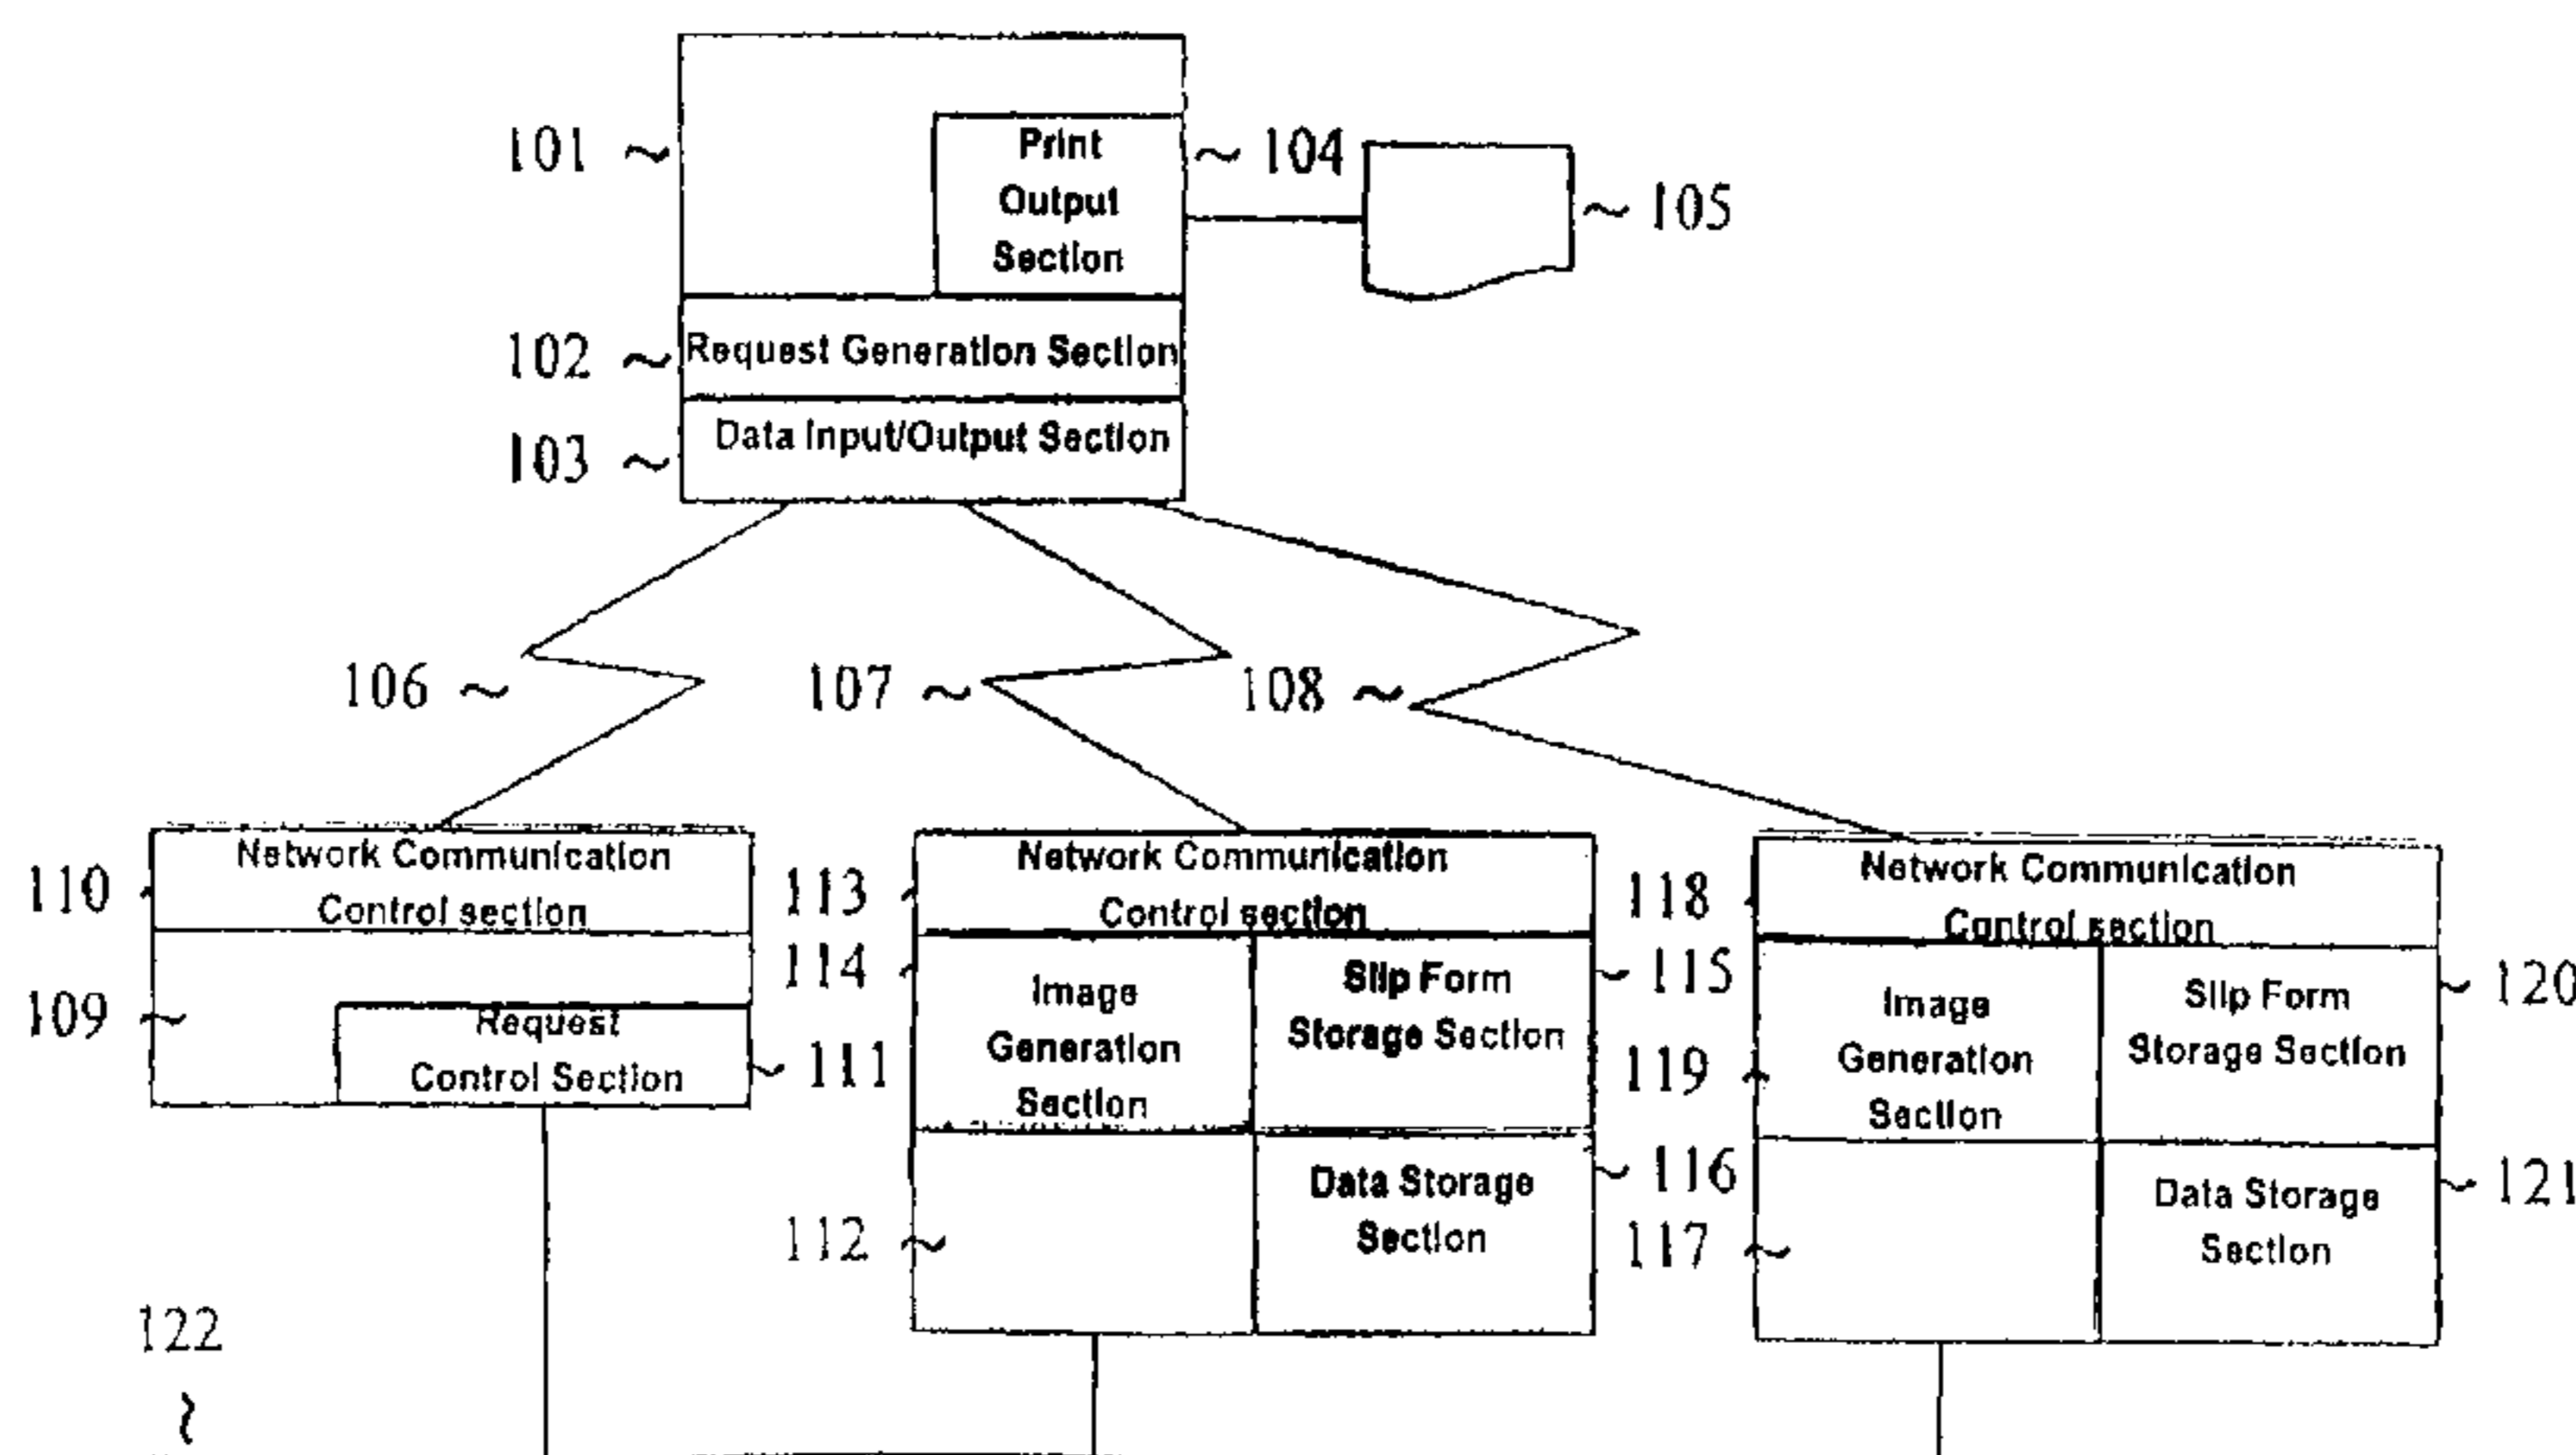 101 ~
Print
Output
Section
~ 104
~ 105
102 ~
Request Generation Section
103 ~
Data Input/Output Section
106 ~
107 ~
108 ~
110 ~
Network Communication
Control section
109 ~
Request
Control Section
~ 111
113 ~
Network Communication
Control section
114 ~
Image
Generation
Section
Slip Form
Storage Section
~ 115
112 ~
Data Storage
Section
~ 116
118 ~
Network Communication
Control section
119 ~
Image
Generation
Section
Slip Form
Storage Section
~ 120
117 ~
Data Storage
Section
~ 121
122
~